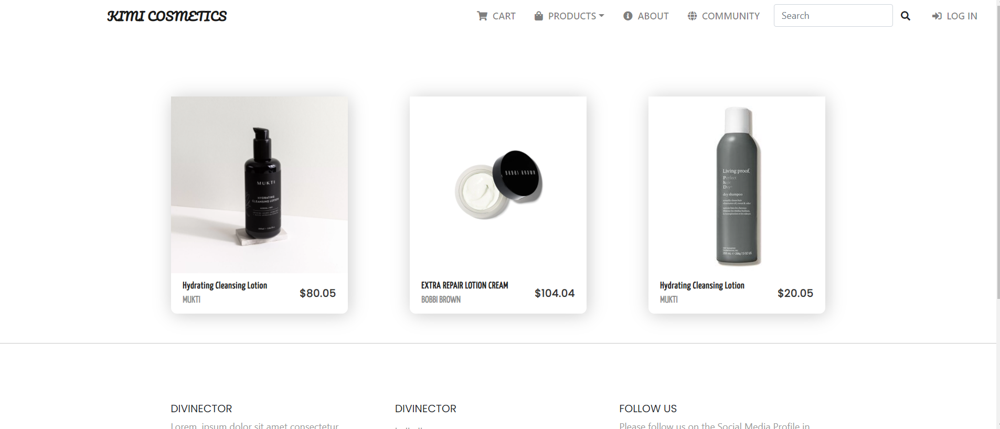 KIMI COSMETICS
CART
PRODUCTS
ABOUT
COMMUNITY
Search
LOG IN
MUKTI
HYDRATING
CLEANSING LOTION
BOBBI BROWN
Living proof.
Perfect
hair
Day
dry shampoo
Hydrating Cleansing Lotion
MUKTI
$80.05
EXTRA REPAIR LOTION CREAM
BOBBI BROWN
$104.04
Hydrating Cleansing Lotion
MUKTI
$20.05
DIVINECTOR
Lorem, ipsum dolor sit amet consectetur
DIVINECTOR
FOLLOW US
Please follow us on the Social Media Profile in